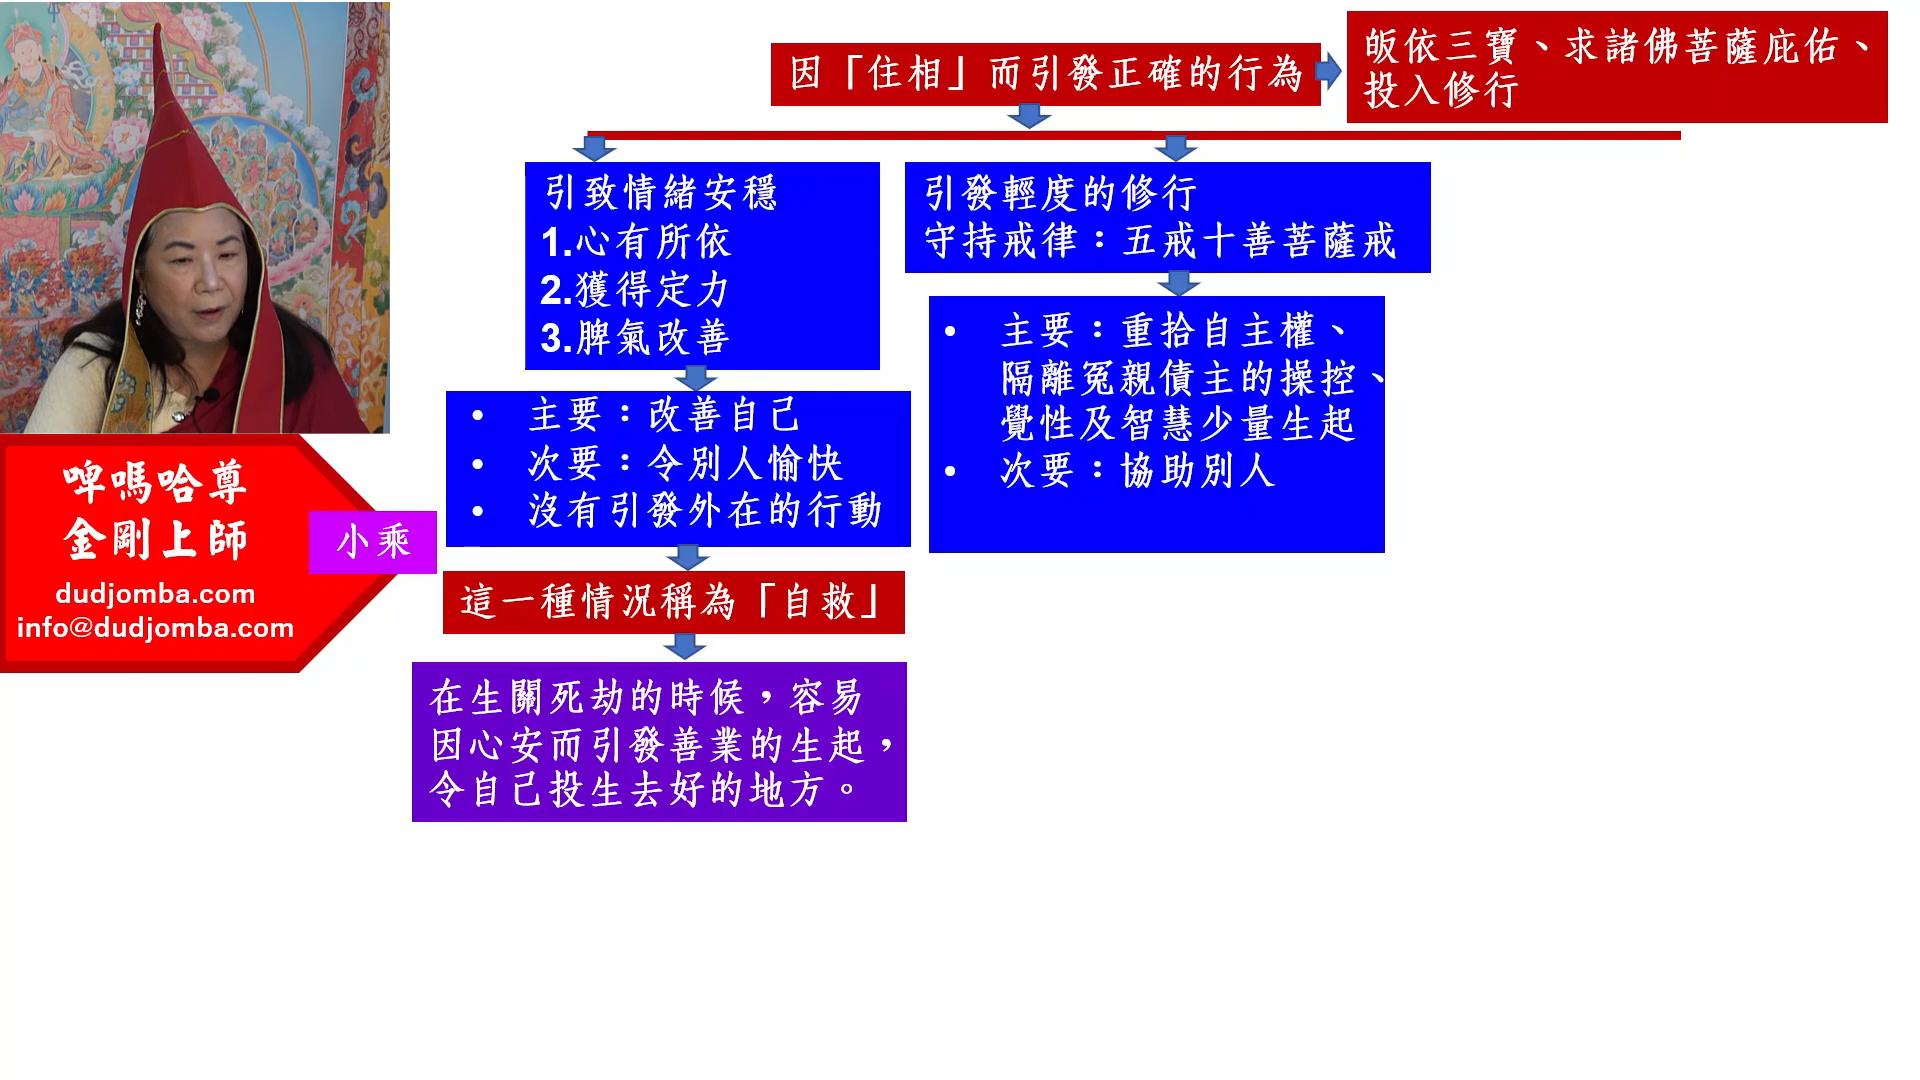 因「住相」而引發正確的行為
皈依三寶、求諸佛菩薩庇佑、
投入修行
引致情緒安穩
1.心有所依
2.獲得定力
3.脾氣改善
引發輕度的修行
守持戒律：五戒十善菩薩戒
• 主要：改善自己
• 次要：令別人愉快
• 沒有引發外在的行動
• 主要：重拾自主權、
隔離冤親債主的操控、
覺性及智慧少量生起
• 次要：協助別人
這一種情況稱為「自救」
在生關死劫的時候，容易
因心安而引發善業的生起，
令自己投生去好的地方。
啤嗎哈尊
金剛上師
dudjomba.com
info@dudjomba.com
小乘